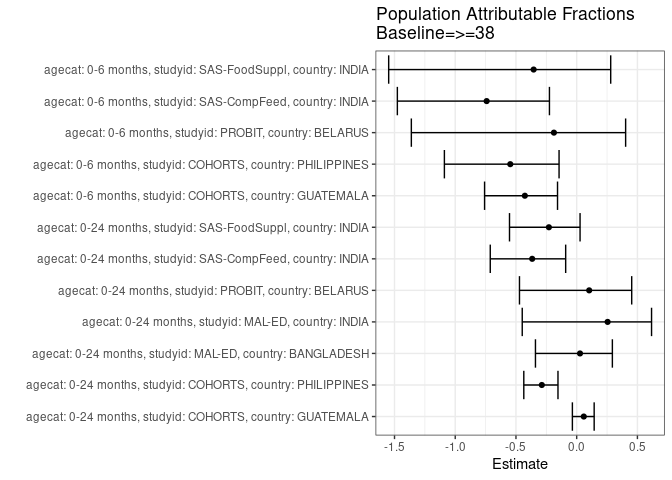 Population Attributable Fractions
Baseline=>=38
agecat: 0-6 months, studyid: SAS-FoodSuppl, country: INDIA
agecat: 0-6 months, studyid: SAS-CompFeed, country: INDIA
agecat: 0-6 months, studyid: PROBIT, country: BELARUS
agecat: 0-6 months, studyid: COHORTS, country: PHILIPPINES
agecat: 0-6 months, studyid: COHORTS, country: GUATEMALA
agecat: 0-24 months, studyid: SAS-FoodSuppl, country: INDIA
agecat: 0-24 months, studyid: SAS-CompFeed, country: INDIA
agecat: 0-24 months, studyid: PROBIT, country: BELARUS
agecat: 0-24 months, studyid: MAL-ED, country: INDIA
agecat: 0-24 months, studyid: MAL-ED, country: BANGLADESH
agecat: 0-24 months, studyid: COHORTS, country: PHILIPPINES
agecat: 0-24 months, studyid: COHORTS, country: GUATEMALA
-1.5 -1.0 -0.5 0.0 0.5
Estimate